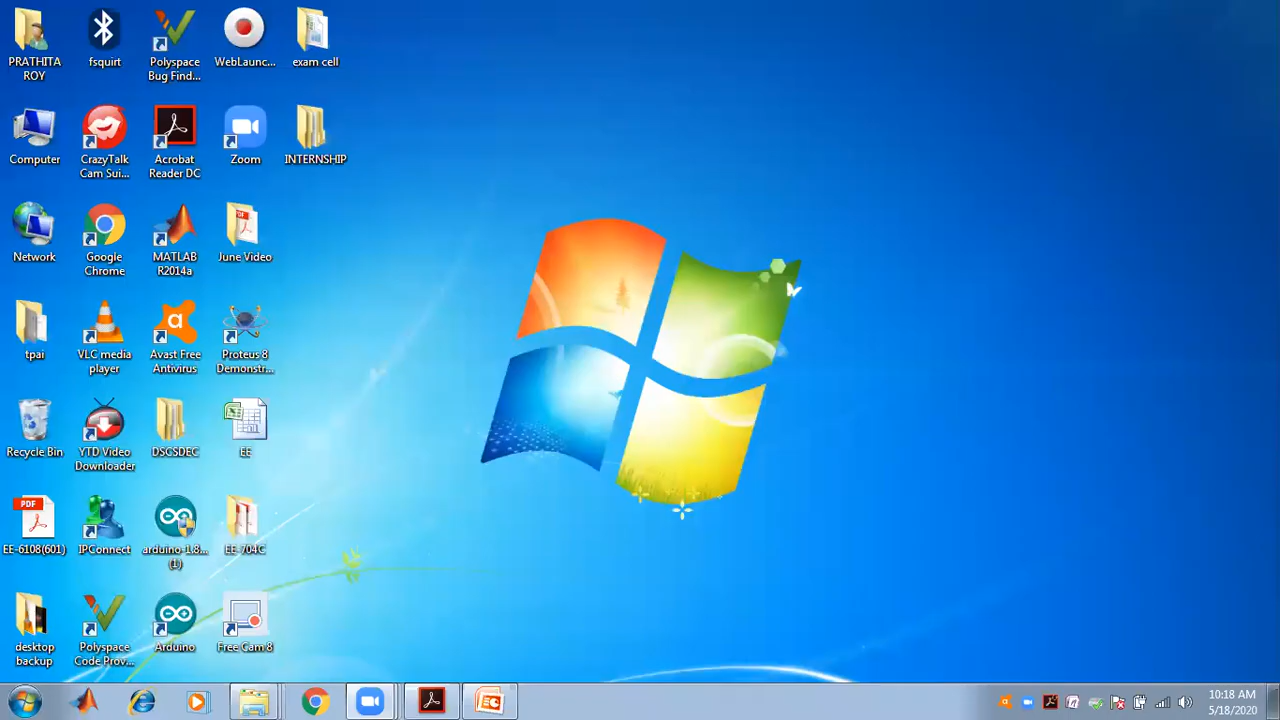 PRATHITA
ROY
fsquirt
Polyspace
Bug Find...
WebLaunc...
exam cell
Computer
CrazyTalk
Cam Sui...
Acrobat
Reader DC
Zoom
INTERNSHIP
Network
Google
Chrome
MATLAB
R2014a
June Video
tpai
VLC media
player
Avast Free
Antivirus
Proteus 8
Demonstr...
Recycle Bin
YTD Video
Downloader
DSCSDEC
EE
PDF
EE-6108(601)
IPConnect
arduino-1.8...
(1)
EE-704C
desktop
backup
Polyspace
Code Prov...
Arduino
Free Cam 8
10:18 AM
5/18/2020